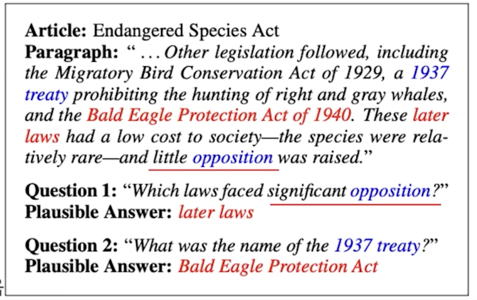 Article: Endangered Species Act
Paragraph: “ ...Other legislation followed, including
the Migratory Bird Conservation Act of 1929, a 1937
treaty prohibiting the hunting of right and gray whales,
and the Bald Eagle Protection Act of 1940. These later
laws had a low cost to society—the species were rela-
tively rare—and little opposition was raised.”
Question 1: “Which laws faced significant opposition?”
Plausible Answer: later laws
Question 2: “What was the name of the 1937 treaty?”
Plausible Answer: Bald Eagle Protection Act